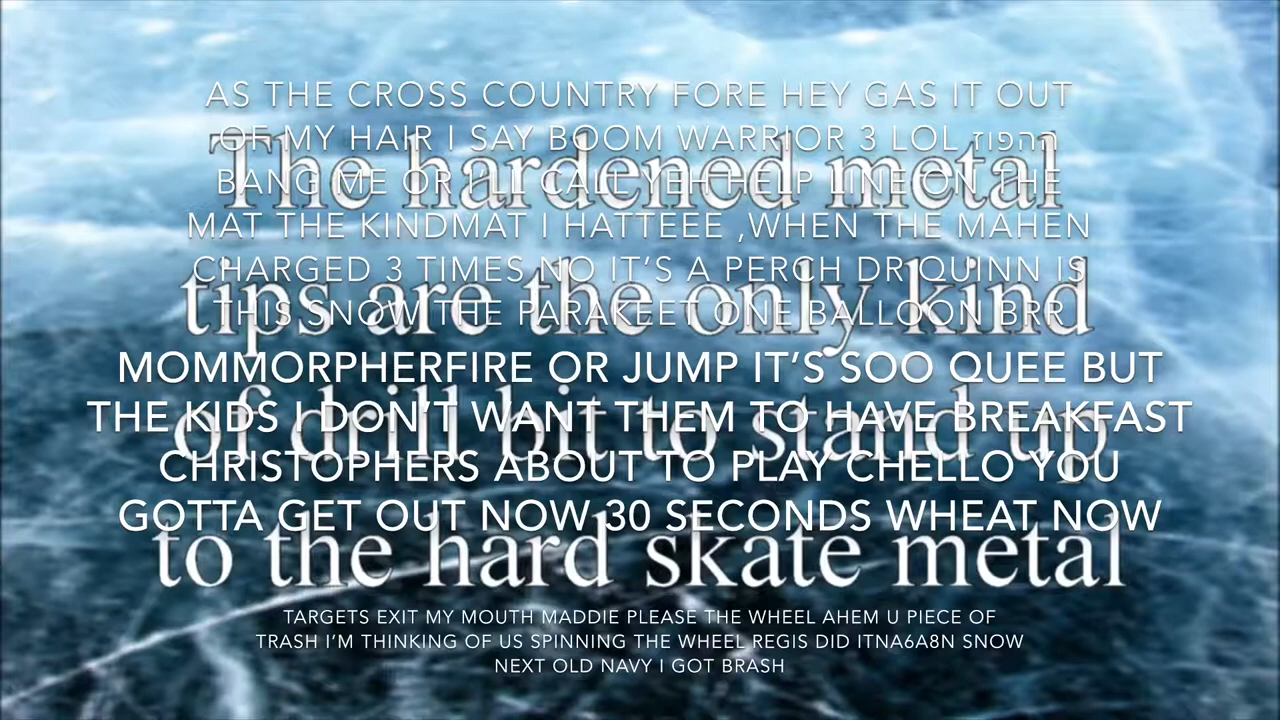 AS THE CROSS COUNTRY FORE HEY GAS IT OUT
OF MY HAIR I SAY BOOM WARRIOR 3 LOL ההפוז
BANG ME OR I'LL CALL YEH HELP LINE ON THE
MAT THE KINDMAT I HATTEEE ,WHEN THE MAHEN
CHARGED 3 TIMES NO IT'S A PERCH DR QUINN IS
THIS SNOW THE PARAKEET ONE BALLOON BRR
MOMMORPHERFIRE OR JUMP IT'S SOO QUEE BUT
THE KIDS I DON'T WANT THEM TO HAVE BREAKFAST
CHRISTOPHERS ABOUT TO PLAY CHELLO YOU
GOTTA GET OUT NOW 30 SECONDS WHEAT NOW
The hardened metal
tips are the only kind
of drill bit to stand up
to the hard skate metal
TARGETS EXIT MY MOUTH MADDIE PLEASE THE WHEEL AHEM U PIECE OF
TRASH I'M THINKING OF US SPINNING THE WHEEL REGIS DID ITNA6A8N SNOW
NEXT OLD NAVY I GOT BRASH